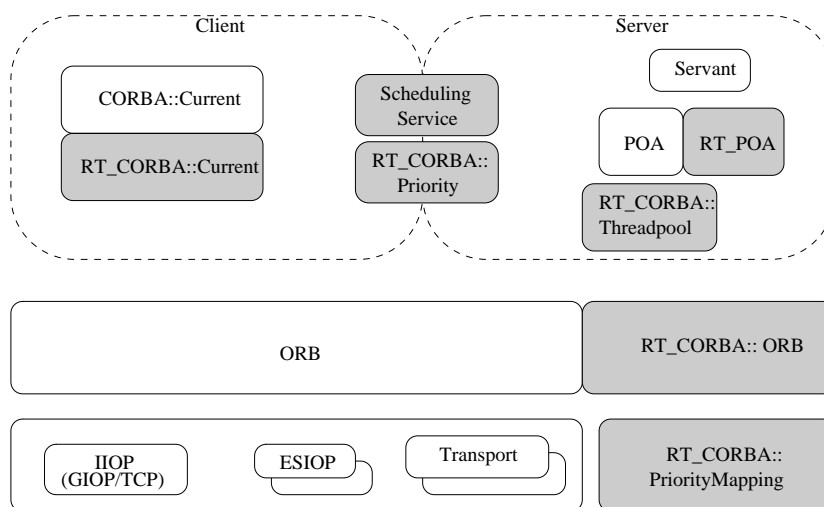 Client
Server
CORBA::Current
RT_CORBA::Current
Scheduling
Service
RT_CORBA::
Priority
Servant
POA
RT_POA
RT_CORBA::
Threadpool
ORB
RT_CORBA:: ORB
IIOP
(GIOP/TCP)
ESIOP
Transport
RT_CORBA::
PriorityMapping